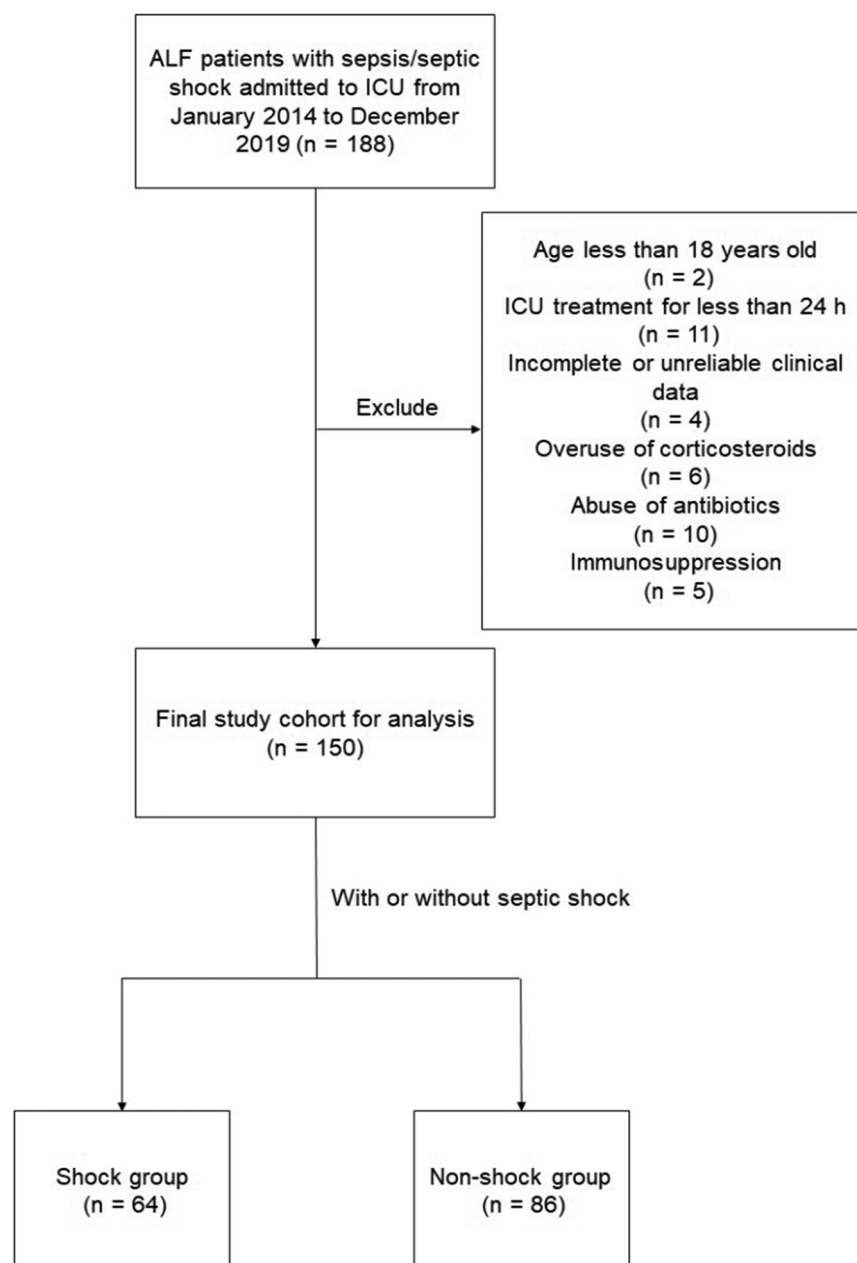 ALF patients with sepsis/septic
shock admitted to ICU from
January 2014 to December
2019 (n = 188)
Age less than 18 years old
(n = 2)
ICU treatment for less than 24 h
(n = 11)
Incomplete or unreliable clinical
data
(n = 4)
Overuse of corticosteroids
(n = 6)
Abuse of antibiotics
(n = 10)
Immunosuppression
(n = 5)
Exclude
Final study cohort for analysis
(n = 150)
With or without septic shock
Shock group
(n = 64)
Non-shock group
(n = 86)